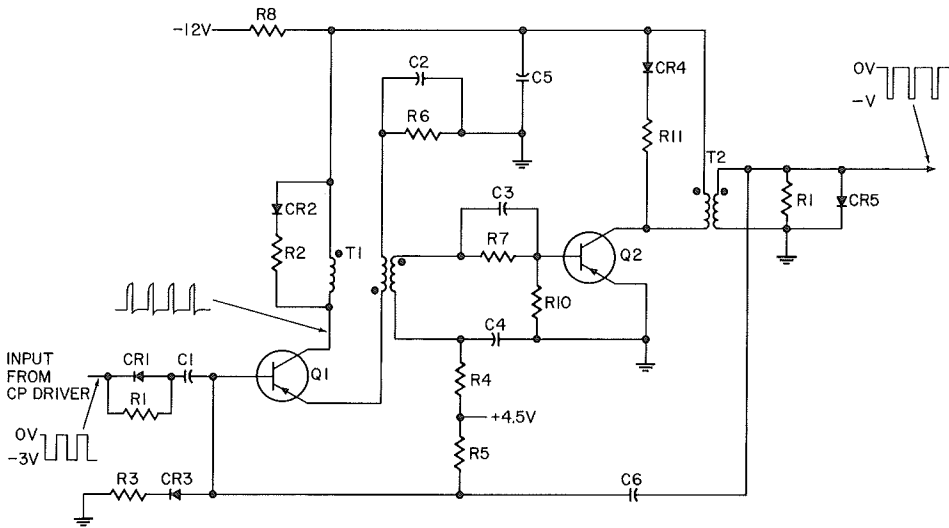 -12V
R8
C2
C5
CR4
0V
-V
R6
R11
T2
CR2
C3
R1
CR5
R2
T1
R7
Q2
R10
C4
INPUT
FROM
CP DRIVER
CR1
C1
Q1
R4
R1
+4.5V
0V
-3V
R5
R3
CR3
C6